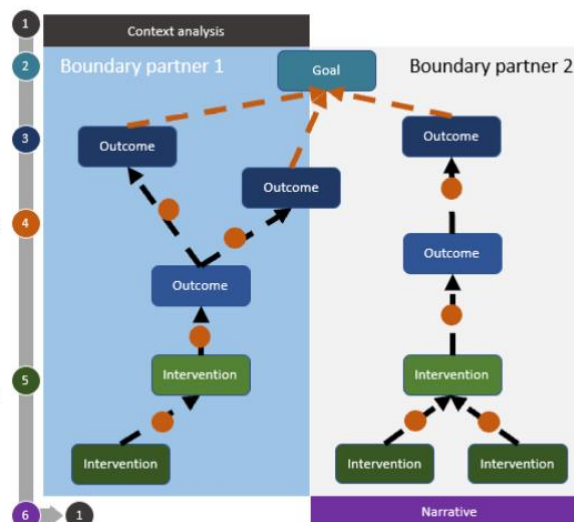 1
Context analysis
2
Boundary partner 1
Goal
Boundary partner 2
3
Outcome
Outcome
Outcome
4
Outcome
Outcome
5
Intervention
Intervention
Intervention
Intervention
Intervention
6
1
Narrative